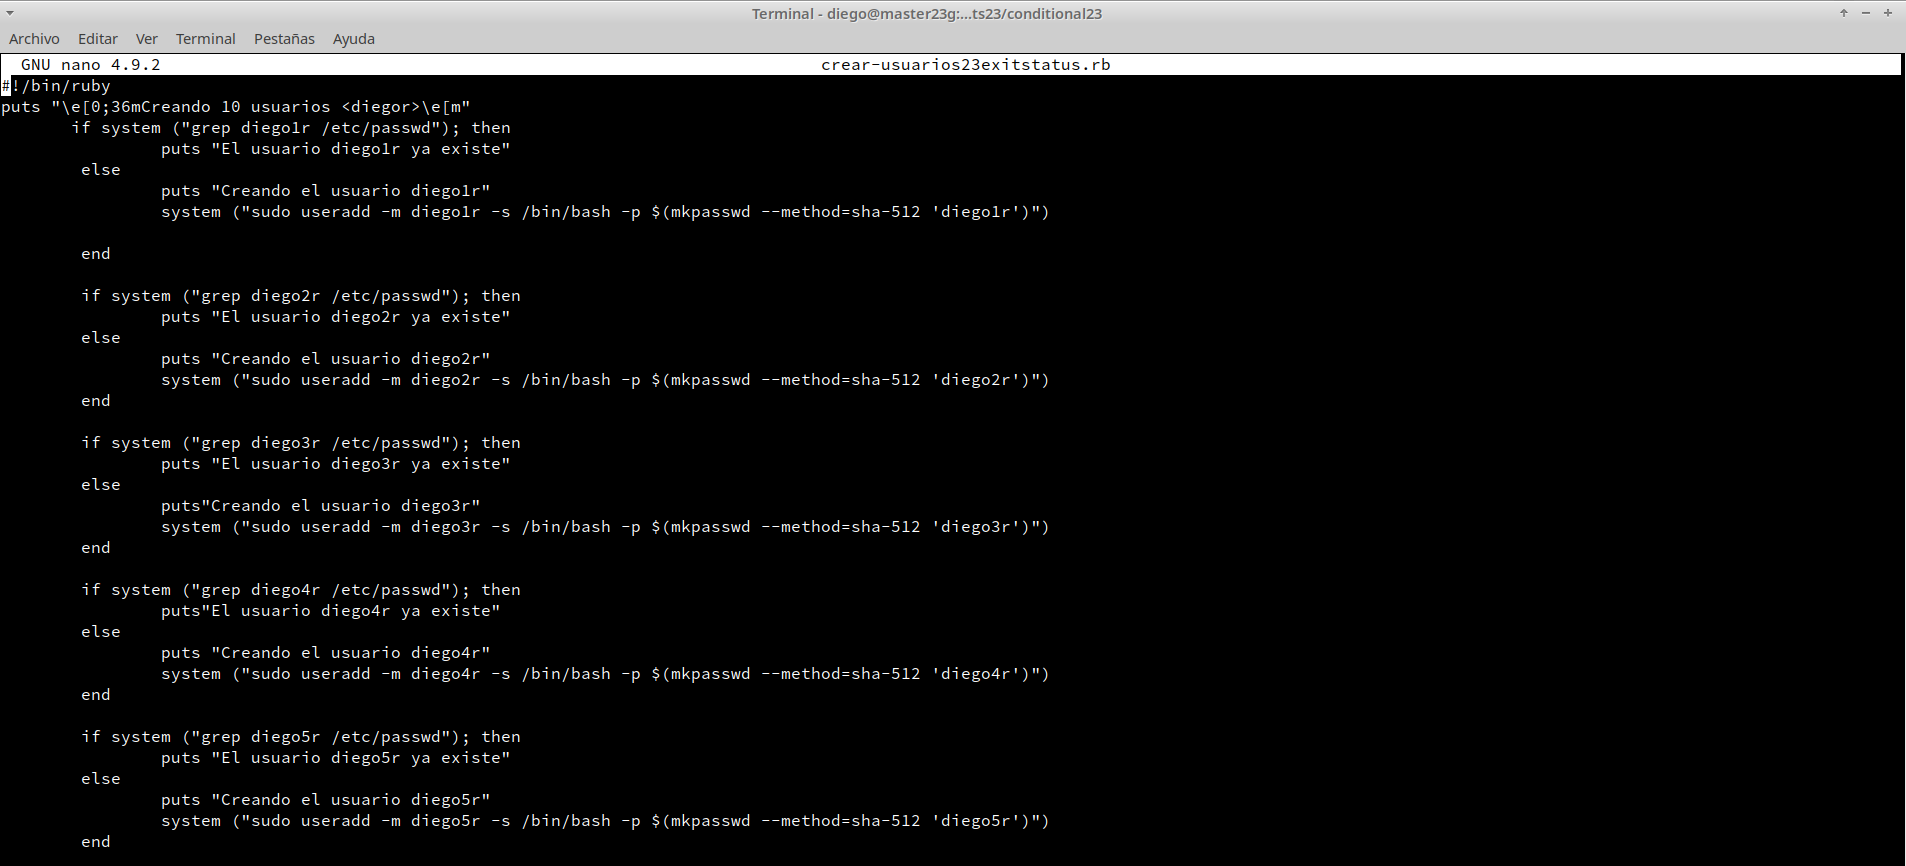 Terminal - diego@master23g:...ts23/conditional23
Archivo Editar Ver Terminal Pestañas Ayuda
GNU nano 4.9.2 crear-usuarios23exitstatus.rb
#!/bin/ruby
puts "\e[0;36mCreando 10 usuarios <diegor>\e[m"
if system ("grep diego1r /etc/passwd"); then
puts "El usuario diego1r ya existe"
else
puts "Creando el usuario diego1r"
system ("sudo useradd -m diego1r -s /bin/bash -p $(mkpasswd --method=sha-512 'diego1r')")
end
if system ("grep diego2r /etc/passwd"); then
puts "El usuario diego2r ya existe"
else
puts "Creando el usuario diego2r"
system ("sudo useradd -m diego2r -s /bin/bash -p $(mkpasswd --method=sha-512 'diego2r')")
end
if system ("grep diego3r /etc/passwd"); then
puts "El usuario diego3r ya existe"
else
puts"Creando el usuario diego3r"
system ("sudo useradd -m diego3r -s /bin/bash -p $(mkpasswd --method=sha-512 'diego3r')")
end
if system ("grep diego4r /etc/passwd"); then
puts"El usuario diego4r ya existe"
else
puts "Creando el usuario diego4r"
system ("sudo useradd -m diego4r -s /bin/bash -p $(mkpasswd --method=sha-512 'diego4r')")
end
if system ("grep diego5r /etc/passwd"); then
puts "El usuario diego5r ya existe"
else
puts "Creando el usuario diego5r"
system ("sudo useradd -m diego5r -s /bin/bash -p $(mkpasswd --method=sha-512 'diego5r')")
end